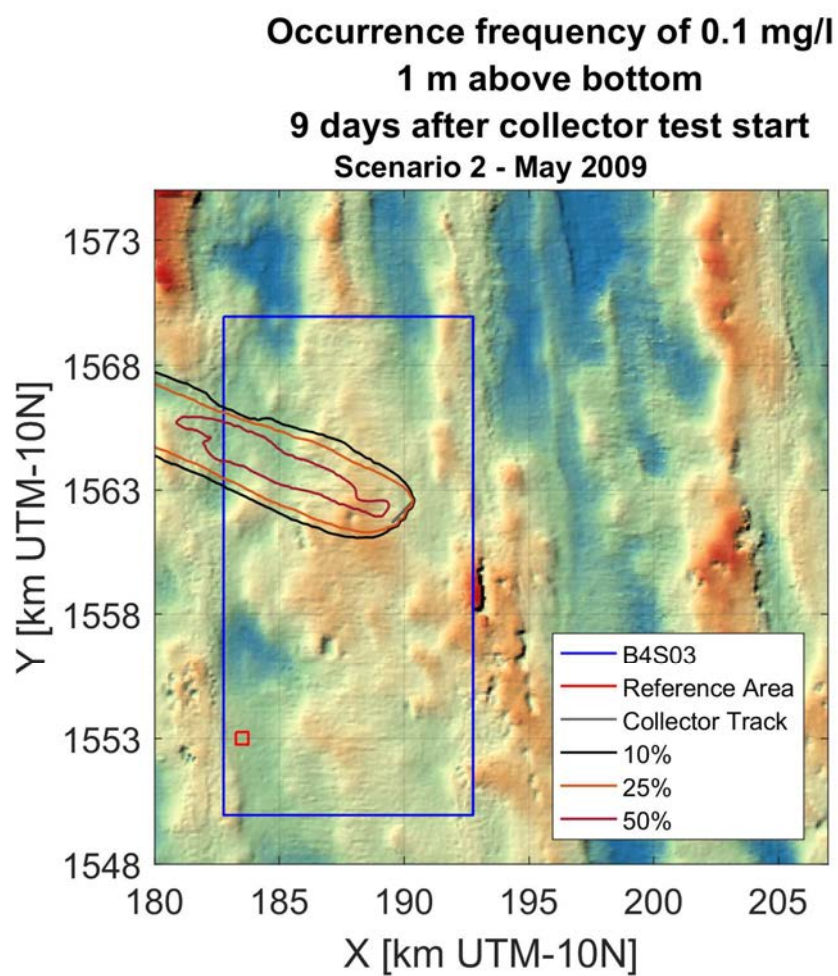 Occurrence frequency of 0.1 mg/l
1 m above bottom
9 days after collector test start
Scenario 2 - May 2009
1573
1568
1563
1558
1553
1548
Y [km UTM-10N]
B4S03
Reference Area
Collector Track
10%
25%
50%
180 185 190 195 200 205
X [km UTM-10N]